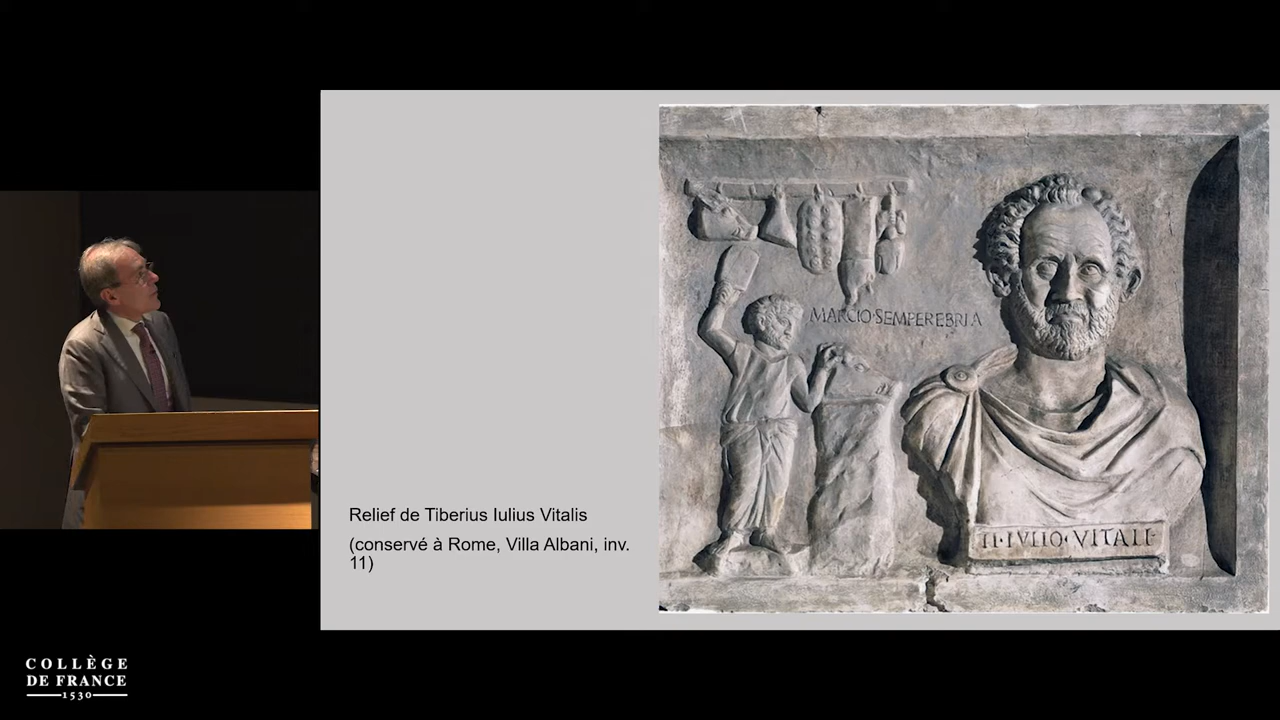 Relief de Tiberius Iulius Vitalis
(conservé à Rome, Villa Albani, inv.
11)
MARCIO·SEMPEREBRIA
TI·IVLIO·VITALI·
COLLÈGE
DE FRANCE
1530